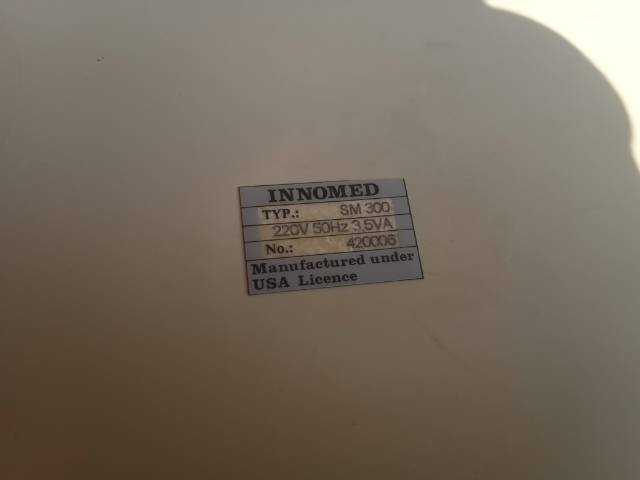 INNOMED
TYP.: SM 300
220V 50Hz 3.5VA
No.: 420006
Manufactured under
USA Licence